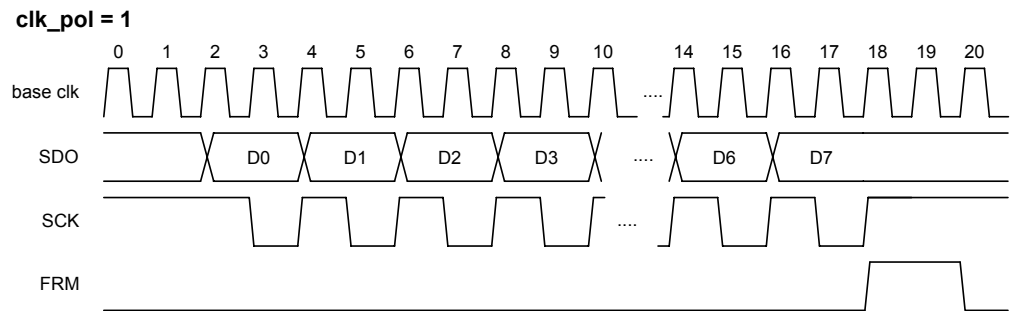 clk_pol = 1
0 1 2 3 4 5 6 7 8 9 10 14 15 16 17 18 19 20
base clk ....
SDO D0 D1 D2 D3 .... D6 D7
SCK ....
FRM